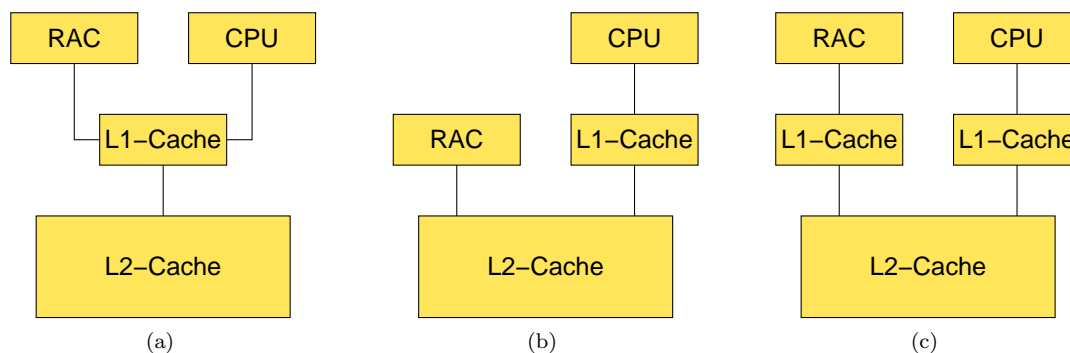 RAC
CPU
L1–Cache
L2–Cache
(a)
CPU
RAC
L1–Cache
L2–Cache
(b)
RAC
CPU
L1–Cache
L1–Cache
L2–Cache
(c)